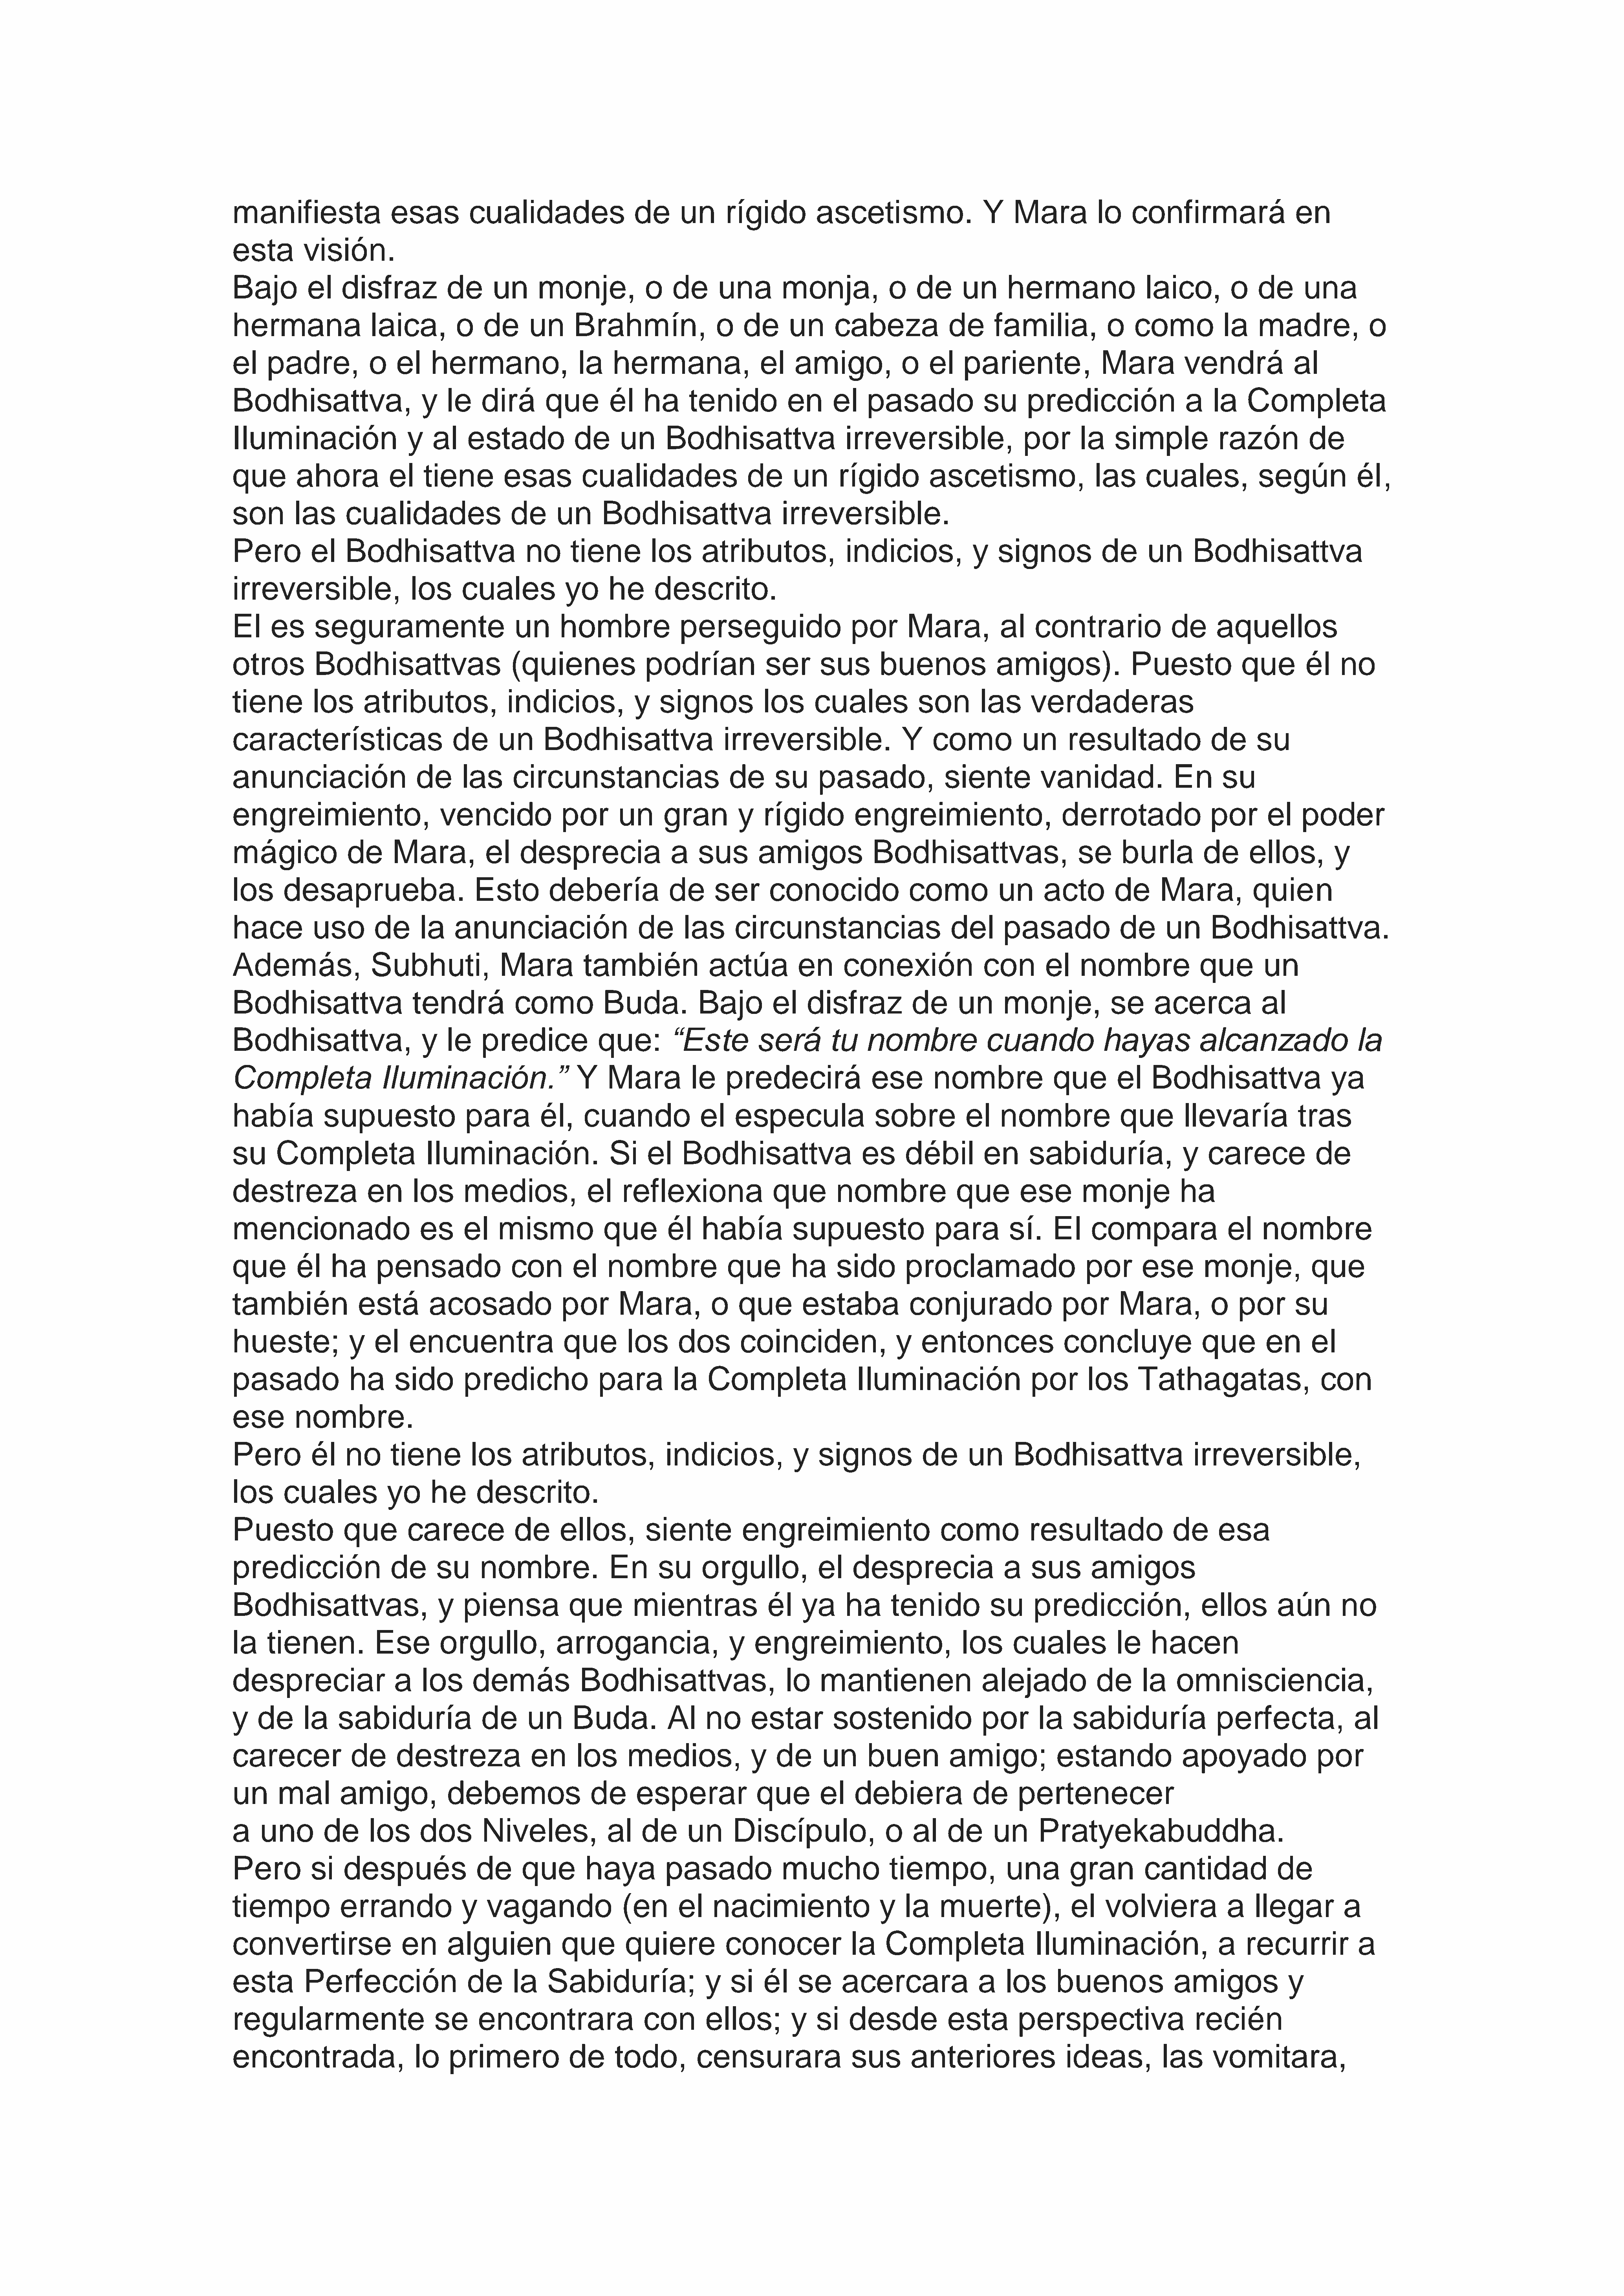 manifiesta esas cualidades de un rígido ascetismo. Y Mara lo confirmará en
esta visión.
Bajo el disfraz de un monje, o de una monja, o de un hermano laico, o de una
hermana laica, o de un Brahmín, o de un cabeza de familia, o como la madre, o
el padre, o el hermano, la hermana, el amigo, o el pariente, Mara vendrá al
Bodhisattva, y le dirá que él ha tenido en el pasado su predicción a la Completa
Iluminación y al estado de un Bodhisattva irreversible, por la simple razón de
que ahora el tiene esas cualidades de un rígido ascetismo, las cuales, según él,
son las cualidades de un Bodhisattva irreversible.
Pero el Bodhisattva no tiene los atributos, indicios, y signos de un Bodhisattva
irreversible, los cuales yo he descrito.
El es seguramente un hombre perseguido por Mara, al contrario de aquellos
otros Bodhisattvas (quienes podrían ser sus buenos amigos). Puesto que él no
tiene los atributos, indicios, y signos los cuales son las verdaderas
características de un Bodhisattva irreversible. Y como un resultado de su
anunciación de las circunstancias de su pasado, siente vanidad. En su
engreimiento, vencido por un gran y rígido engreimiento, derrotado por el poder
mágico de Mara, el desprecia a sus amigos Bodhisattvas, se burla de ellos, y
los desaprueba. Esto debería de ser conocido como un acto de Mara, quien
hace uso de la anunciación de las circunstancias del pasado de un Bodhisattva.
Además, Subhuti, Mara también actúa en conexión con el nombre que un
Bodhisattva tendrá como Buda. Bajo el disfraz de un monje, se acerca al
Bodhisattva, y le predice que: “Este será tu nombre cuando hayas alcanzado la
Completa Iluminación.” Y Mara le predecirá ese nombre que el Bodhisattva ya
había supuesto para él, cuando el especula sobre el nombre que llevaría tras
su Completa Iluminación. Si el Bodhisattva es débil en sabiduría, y carece de
destreza en los medios, el reflexiona que nombre que ese monje ha
mencionado es el mismo que él había supuesto para sí. El compara el nombre
que él ha pensado con el nombre que ha sido proclamado por ese monje, que
también está acosado por Mara, o que estaba conjurado por Mara, o por su
hueste; y el encuentra que los dos coinciden, y entonces concluye que en el
pasado ha sido predicho para la Completa Iluminación por los Tathagatas, con
ese nombre.
Pero él no tiene los atributos, indicios, y signos de un Bodhisattva irreversible,
los cuales yo he descrito.
Puesto que carece de ellos, siente engreimiento como resultado de esa
predicción de su nombre. En su orgullo, el desprecia a sus amigos
Bodhisattvas, y piensa que mientras él ya ha tenido su predicción, ellos aún no
la tienen. Ese orgullo, arrogancia, y engreimiento, los cuales le hacen
despreciar a los demás Bodhisattvas, lo mantienen alejado de la omnisciencia,
y de la sabiduría de un Buda. Al no estar sostenido por la sabiduría perfecta, al
carecer de destreza en los medios, y de un buen amigo; estando apoyado por
un mal amigo, debemos de esperar que el debiera de pertenecer
a uno de los dos Niveles, al de un Discípulo, o al de un Pratyekabuddha.
Pero si después de que haya pasado mucho tiempo, una gran cantidad de
tiempo errando y vagando (en el nacimiento y la muerte), el volviera a llegar a
convertirse en alguien que quiere conocer la Completa Iluminación, a recurrir a
esta Perfección de la Sabiduría; y si él se acercara a los buenos amigos y
regularmente se encontrara con ellos; y si desde esta perspectiva recién
encontrada, lo primero de todo, censurara sus anteriores ideas, las vomitara,